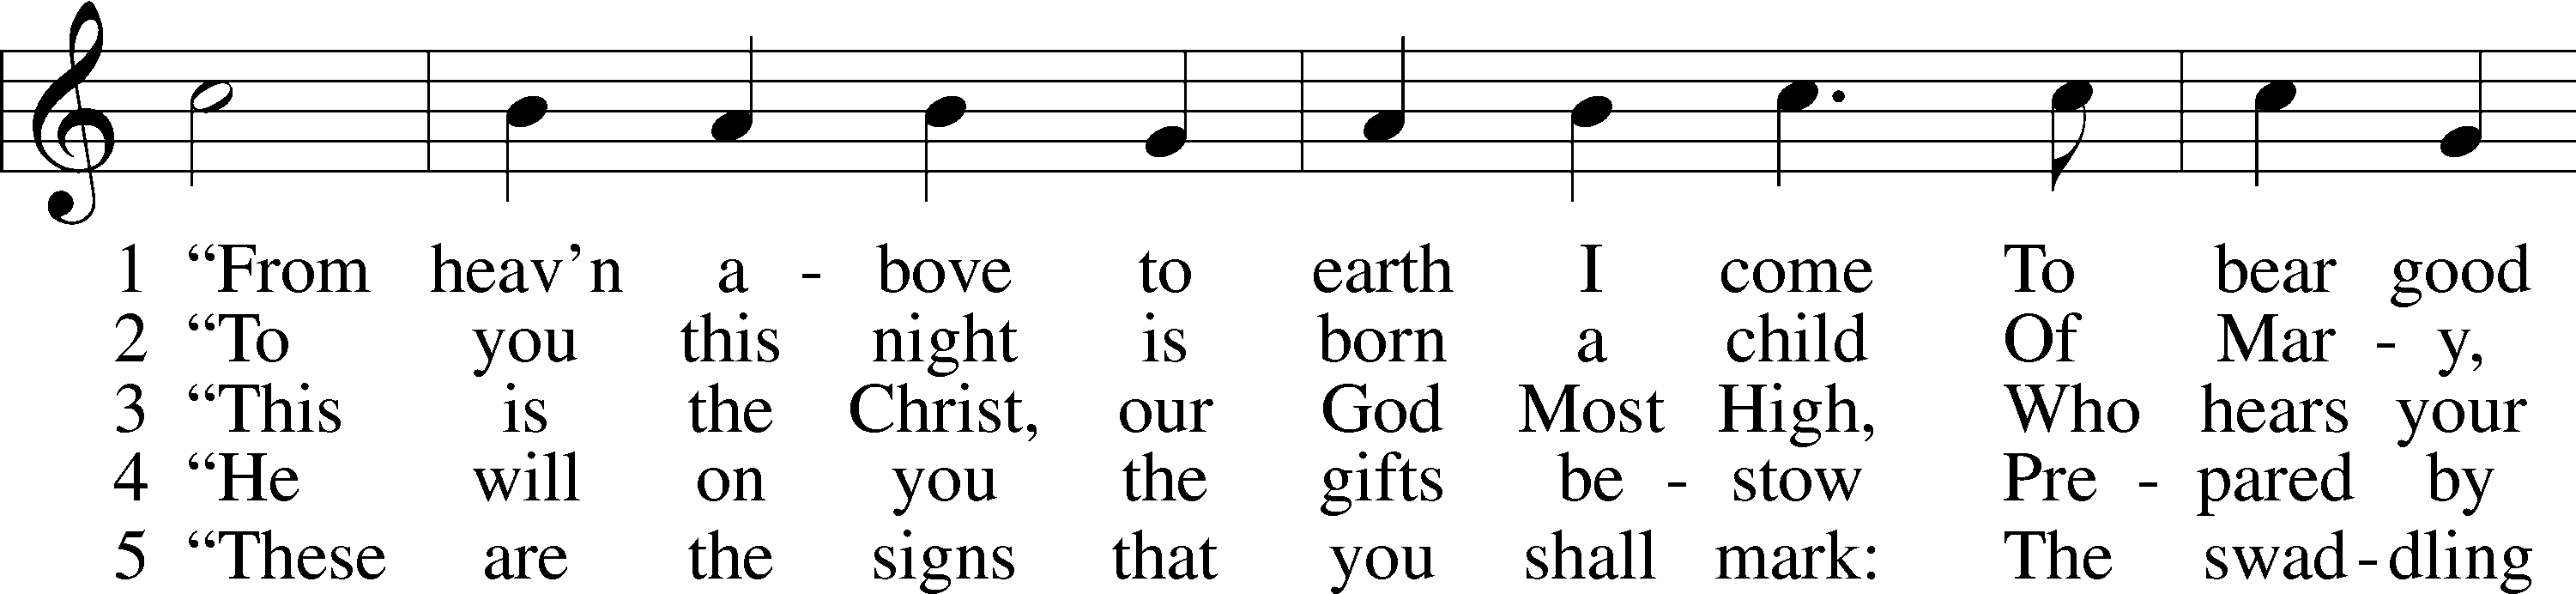 1 “From heav’n a - bove to earth I come To bear good
2 “To you this night is born a child Of Mar - y,
3 “This is the Christ, our God Most High, Who hears your
4 “He will on you the gifts be - stow Pre - pared by
5 “These are the signs that you shall mark: The swad - dling